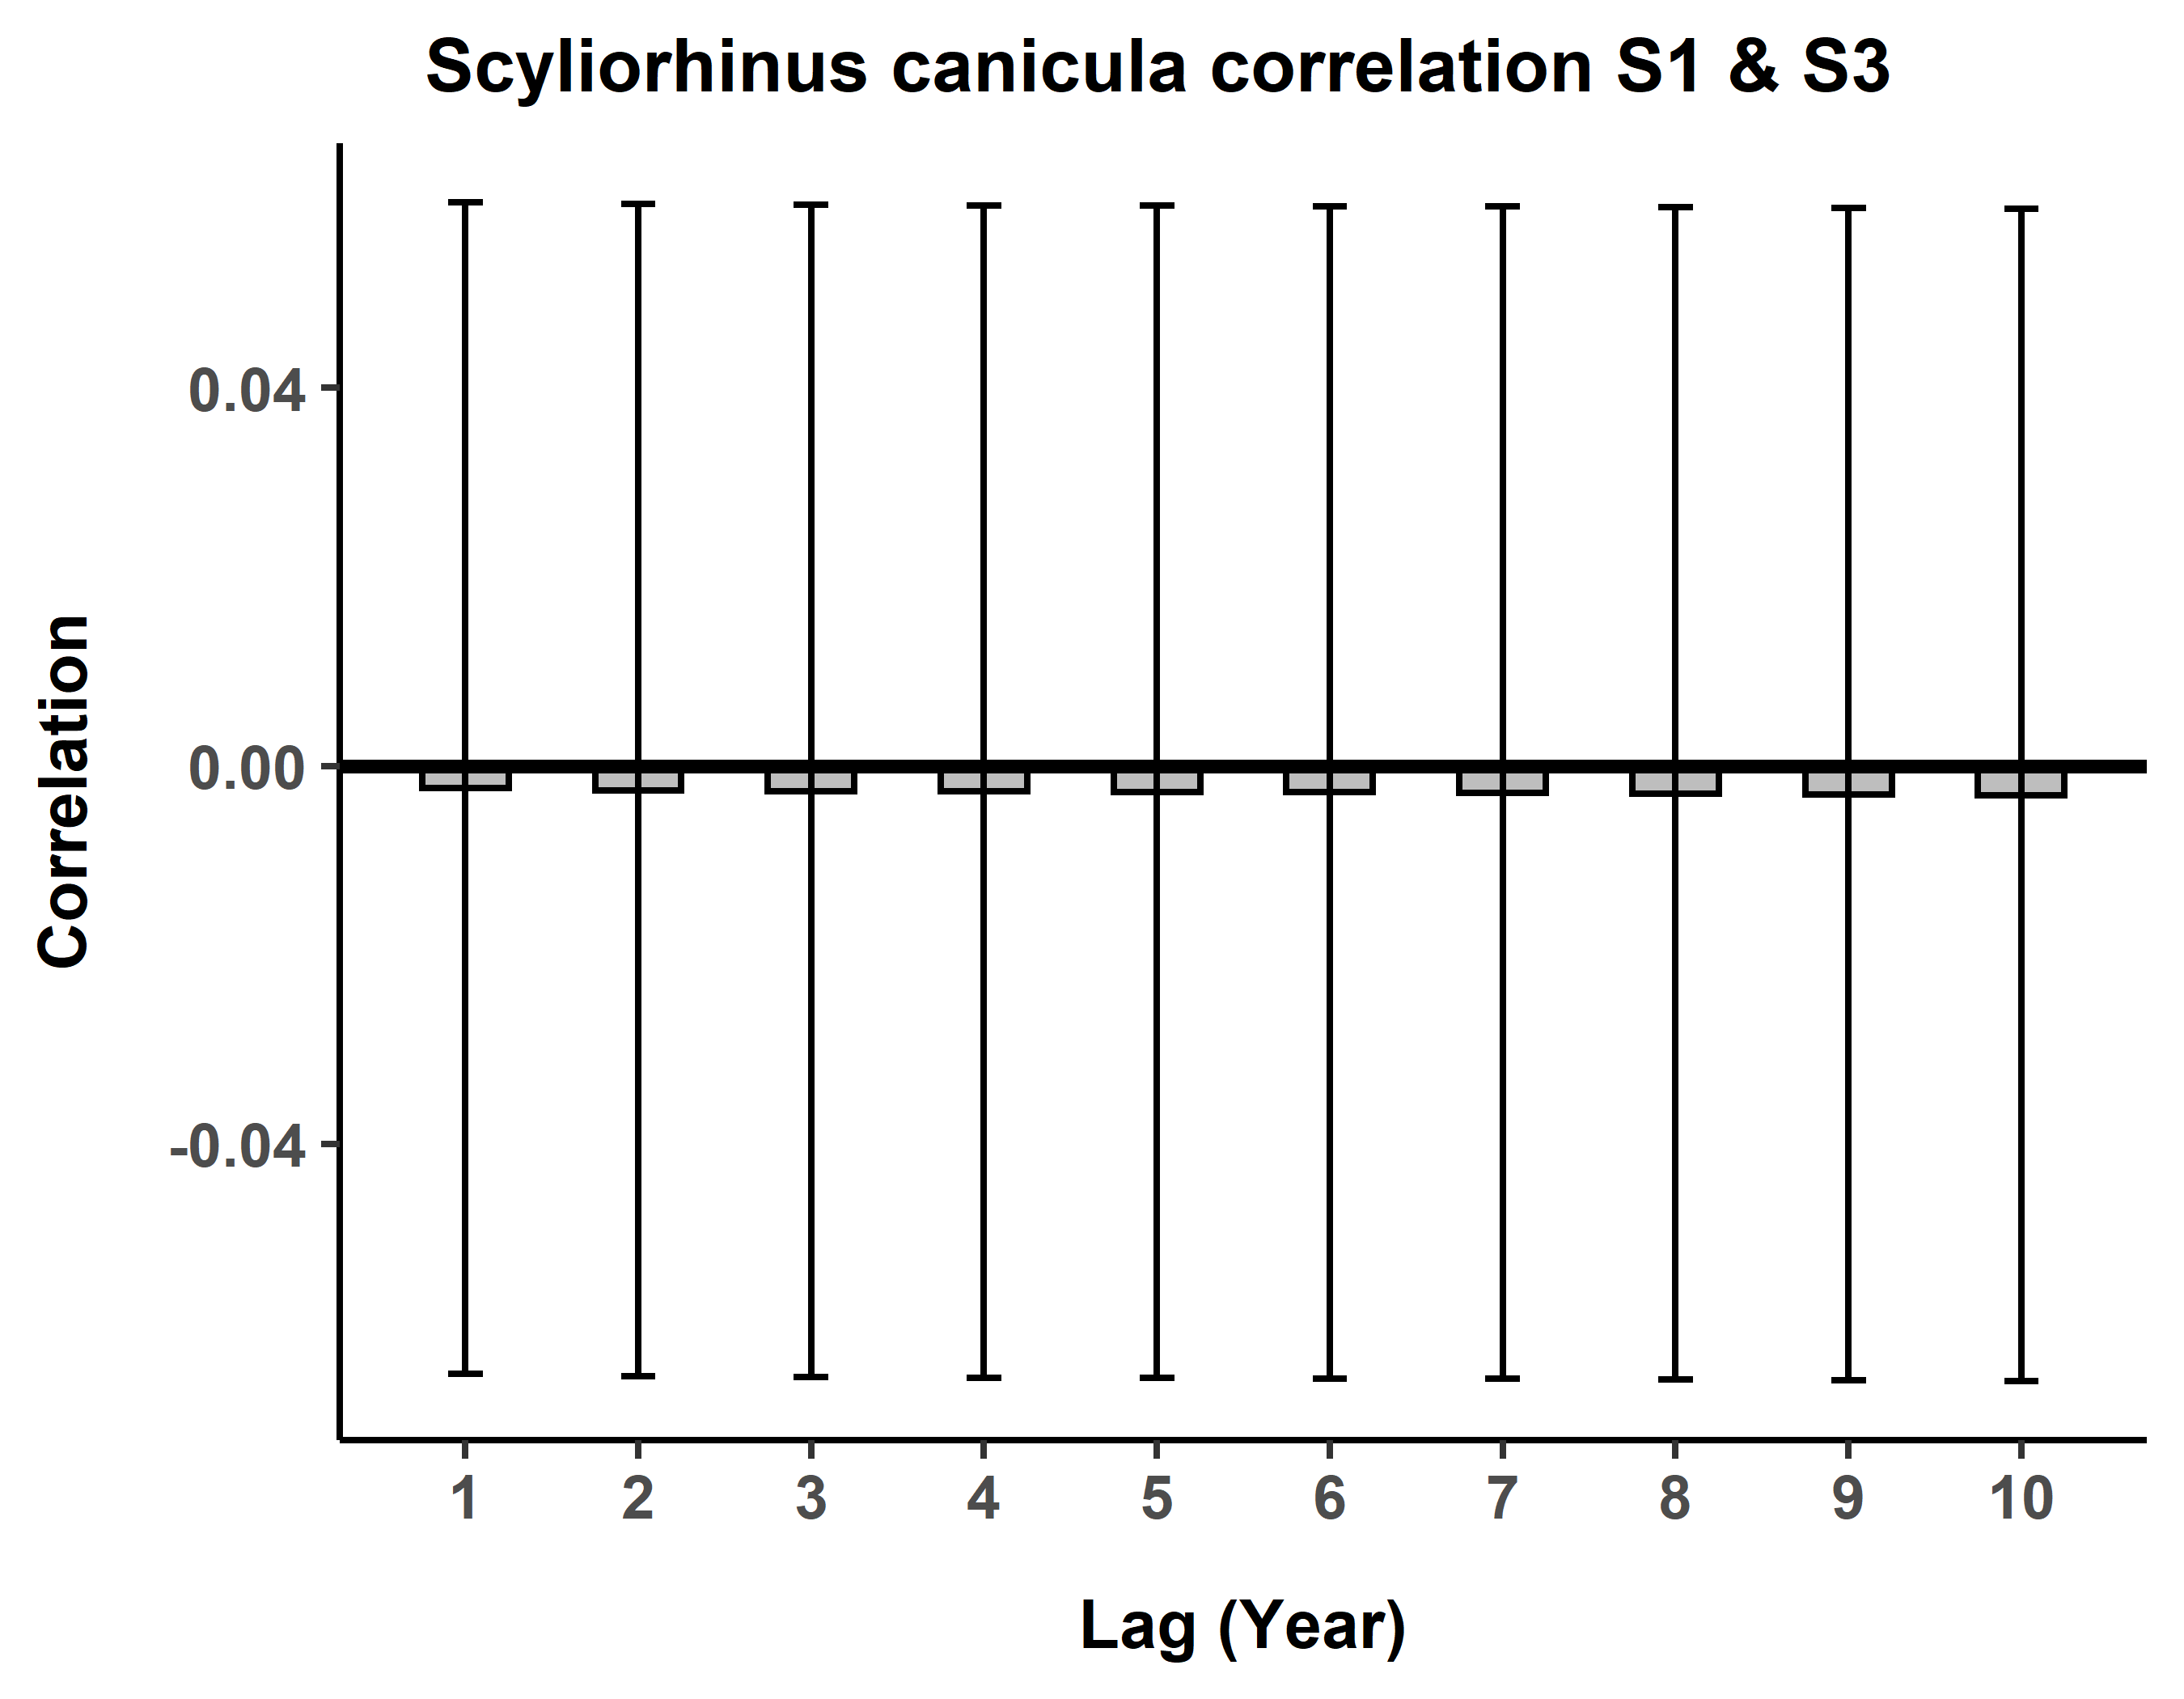 Scyliorhinus canicula correlation S1 & S3
Correlation
0.04
0.00
-0.04
1 2 3 4 5 6 7 8 9 10
Lag (Year)